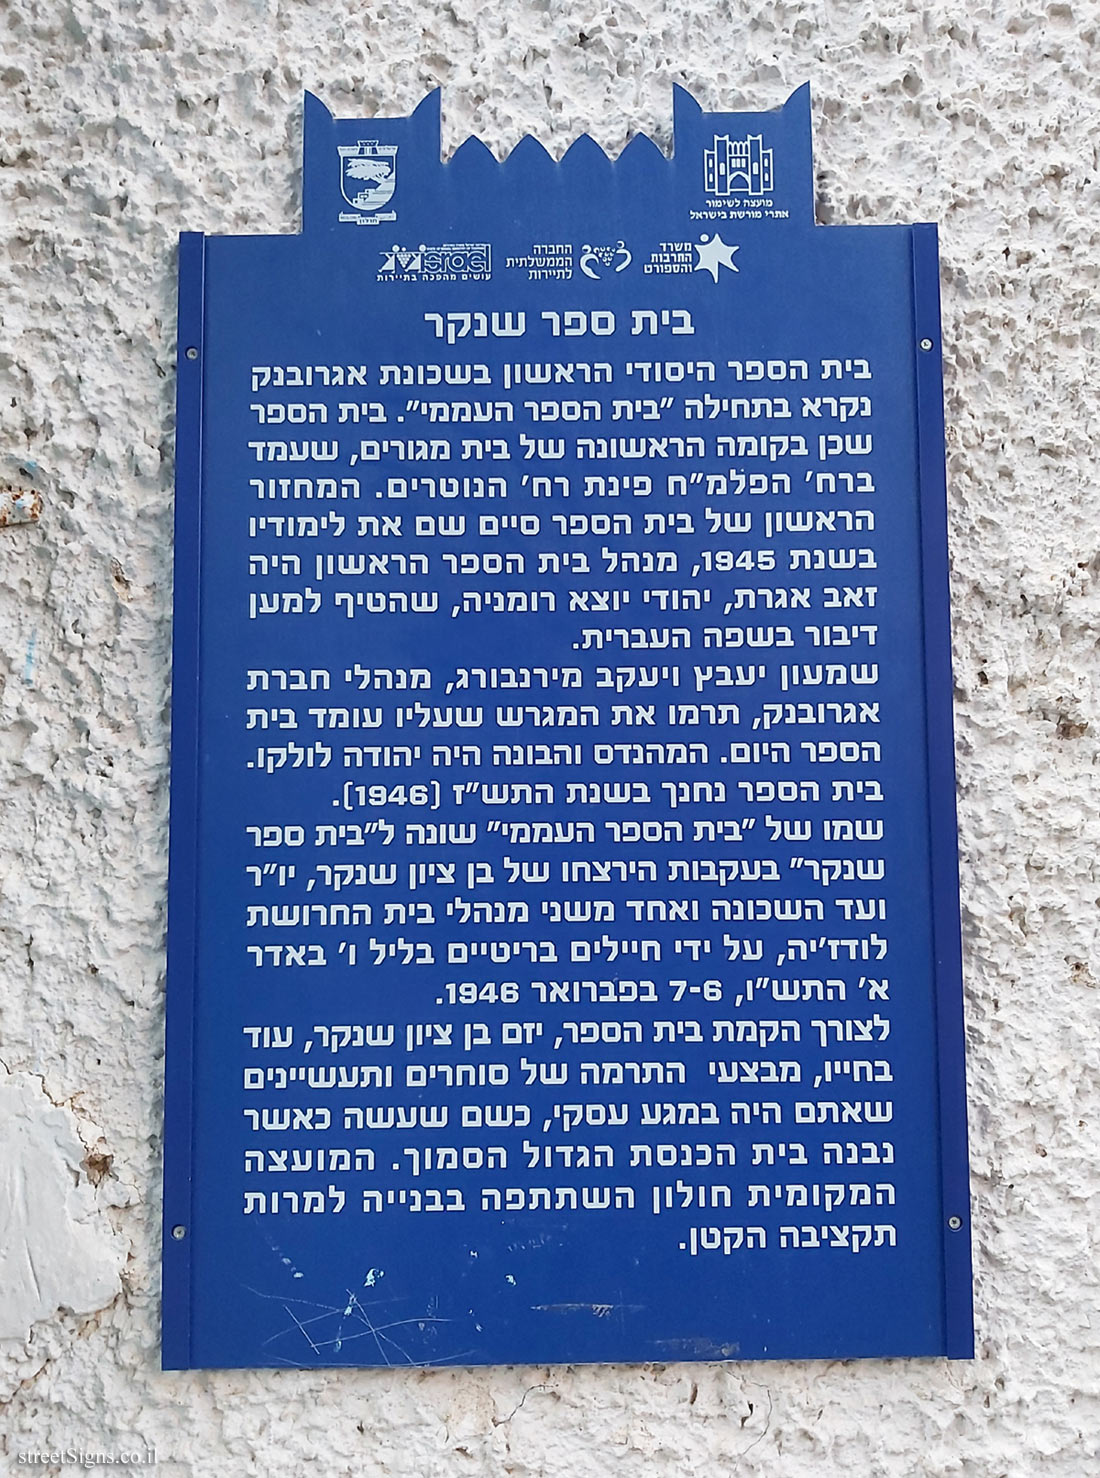 חולון
מועצה לשימור
אתרי מורשת בישראל
משרד
התרבות
והספורט
החברה
הממשלתית
לתיירות
israel
עושים מהפכה בתיירות
בית ספר שנקר
בית הספר היסודי הראשון בשכונת אגרובנק
נקרא בתחילה "בית הספר העממי". בית הספר
שכן בקומה הראשונה של בית מגורים, שעמד
ברח' הפלמ"ח פינת רח' הנוטרים. המחזור
הראשון של בית הספר סיים שם את לימודיו
בשנת 1945, מנהל בית הספר הראשון היה
זאב אגרת, יהודי יוצא רומניה, שהטיף למען
דיבור בשפה העברית.
שמעון יעבץ ויעקב מירנבורג, מנהלי חברת
אגרובנק, תרמו את המגרש שעליו עומד בית
הספר היום. המהנדס והבונה היה יהודה לולקו.
בית הספר נחנך בשנת התש"ז (1946).
שמו של "בית הספר העממי" שונה ל"בית ספר
שנקר" בעקבות הירצחו של בן ציון שנקר, יו"ר
ועד השכונה ואחד משני מנהלי בית החרושת
לודז'יה, על ידי חיילים בריטיים בליל ו' באדר
א' התש"ו, 7-6 בפברואר 1946.
לצורך הקמת בית הספר, יזם בן ציון שנקר, עוד
בחייו, מבצעי התרמה של סוחרים ותעשיינים
שאתם היה במגע עסקי, כשם שעשה כאשר
נבנה בית הכנסת הגדול הסמוך. המועצה
המקומית חולון השתתפה בבנייה למרות
תקציבה הקטן.
streetSigns.co.il